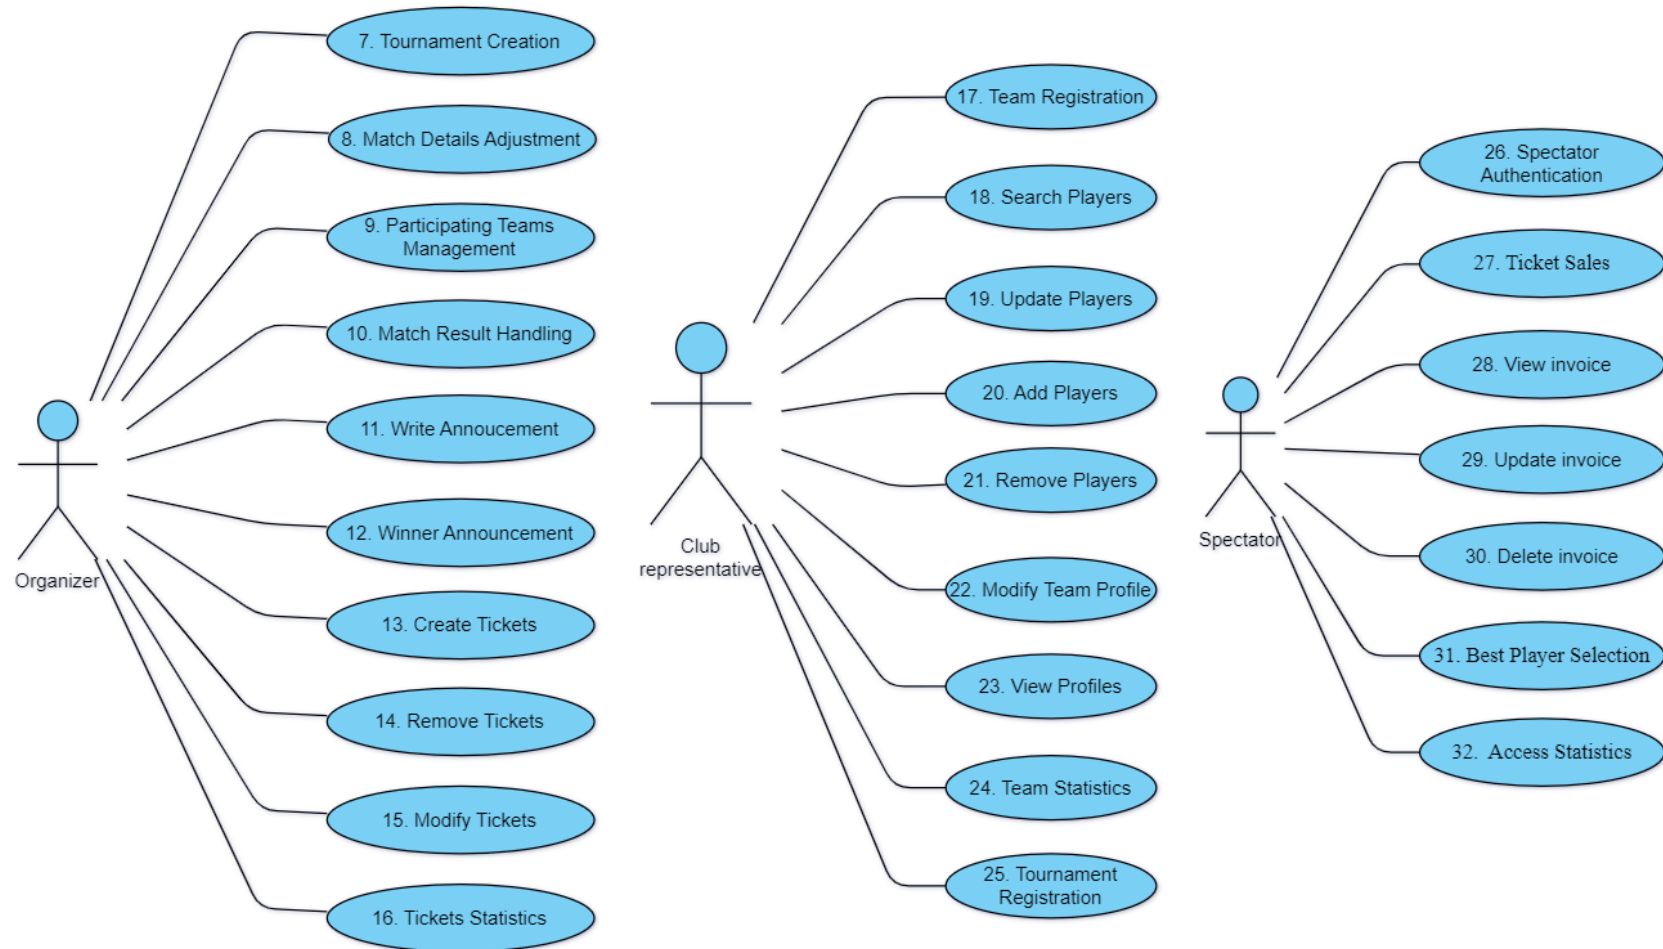 7. Tournament Creation
8. Match Details Adjustment
9. Participating Teams
Management
10. Match Result Handling
11. Write Annoucement
12. Winner Announcement
13. Create Tickets
14. Remove Tickets
15. Modify Tickets
16. Tickets Statistics
Organizer
17. Team Registration
18. Search Players
19. Update Players
20. Add Players
21. Remove Players
22. Modify Team Profile
23. View Profiles
24. Team Statistics
25. Tournament
Registration
Club
representative
26. Spectator
Authentication
27. Ticket Sales
28. View invoice
29. Update invoice
30. Delete invoice
31. Best Player Selection
32. Access Statistics
Spectator